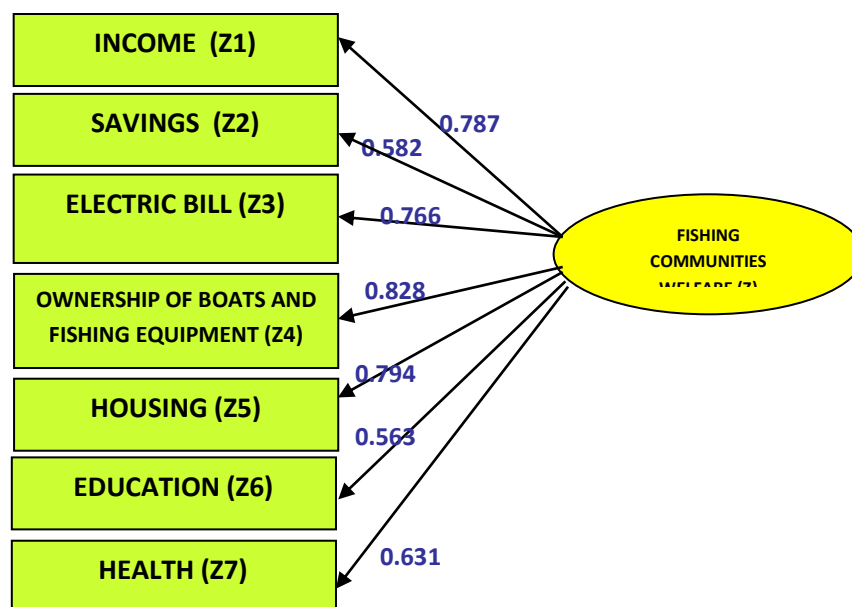 INCOME (Z1)
0.787
SAVINGS (Z2)
0.582
ELECTRIC BILL (Z3)
0.766
FISHING
COMMUNITIES
WELFARE (Z)
OWNERSHIP OF BOATS AND
FISHING EQUIPMENT (Z4)
0.828
HOUSING (Z5)
0.794
EDUCATION (Z6)
0.563
HEALTH (Z7)
0.631